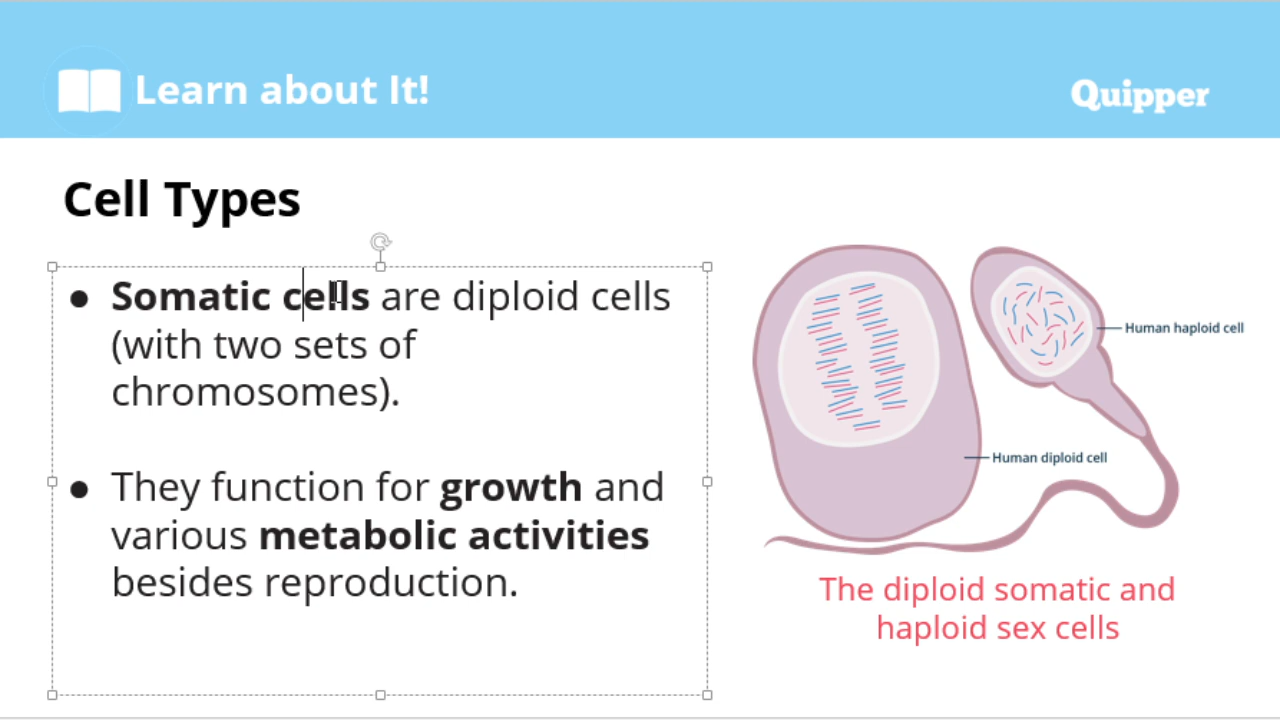 Learn about It!
Quipper
Cell Types
● Somatic cells are diploid cells
(with two sets of
chromosomes).
● They function for growth and
various metabolic activities
besides reproduction.
Human haploid cell
Human diploid cell
The diploid somatic and
haploid sex cells